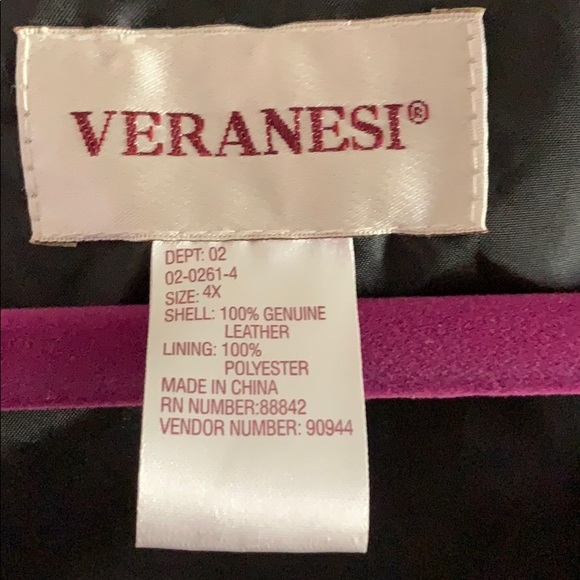 VERANESI®
DEPT: 02
02-0261-4
SIZE: 4X
SHELL: 100% GENUINE
LEATHER
LINING: 100%
POLYESTER
MADE IN CHINA
RN NUMBER:88842
VENDOR NUMBER: 90944